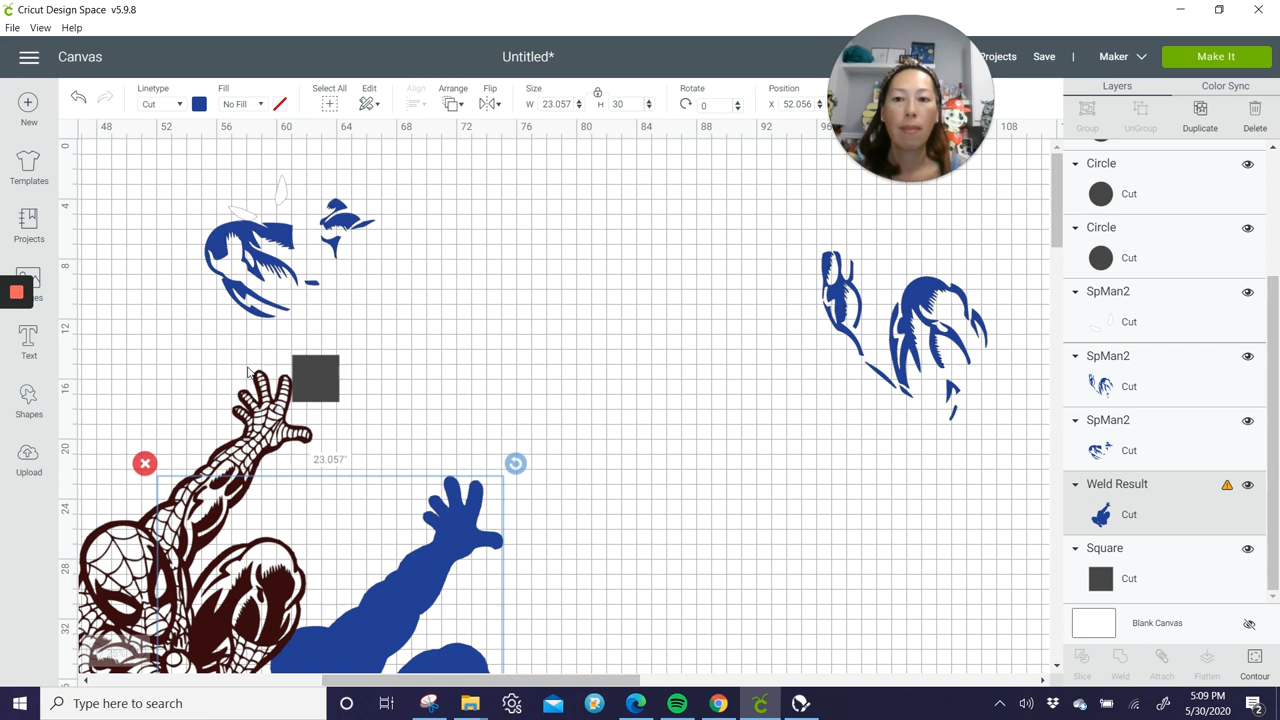 Cricut Design Space v5.9.8
File View Help
Canvas
Untitled*
Projects
Save
|
Maker
Make It
Linetype
Cut
Fill
No Fill
Select All
Edit
Align
Arrange
Flip
Size
W 23.057
H 30
Rotate
0
Position
X 52.056
Layers
Color Sync
Group
UnGroup
Duplicate
Delete
New
Templates
Projects
Text
Shapes
Upload
48 52 56 60 64 68 72 76 80 84 88 92 96 108
0
4
8
12
16
20
24
28
32
23.057"
Circle
Cut
Circle
Cut
SpMan2
Cut
SpMan2
Cut
SpMan2
Cut
Weld Result
Cut
Square
Cut
Blank Canvas
Slice
Weld
Attach
Flatten
Contour
Type here to search
5:09 PM
5/30/2020
2